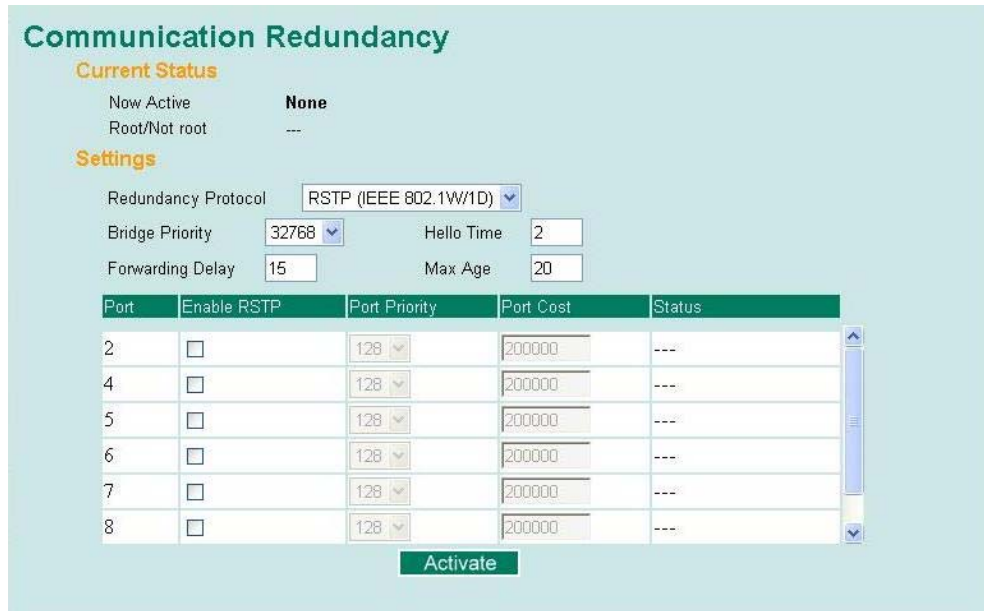 Communication Redundancy
Current Status
Now Active None
Root/Not root ---
Settings
Redundancy Protocol RSTP (IEEE 802.1W/1D)
Bridge Priority 32768 Hello Time 2
Forwarding Delay 15 Max Age 20
Port Enable RSTP Port Priority Port Cost Status
2 128 200000 ---
4 128 200000 ---
5 128 200000 ---
6 128 200000 ---
7 128 200000 ---
8 128 200000 ---
Activate